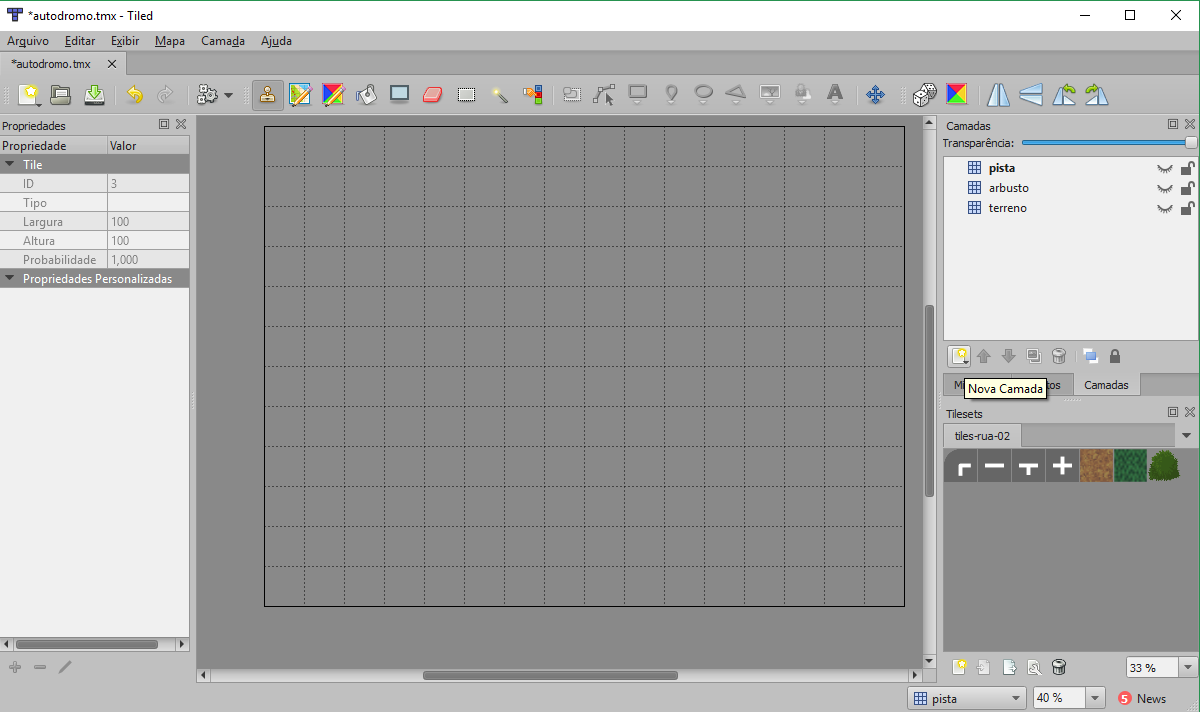 *autodromo.tmx - Tiled
Arquivo Editar Exibir Mapa Camada Ajuda
*autodromo.tmx
Propriedades
Propriedade Valor
Tile
ID 3
Tipo
Largura 100
Altura 100
Probabilidade 1,000
Propriedades Personalizadas
Camadas
Transparência:
pista
arbusto
terreno
Mi tos Camadas
Nova Camada
Tilesets
tiles-rua-02
33 %
pista 40 % 5 News